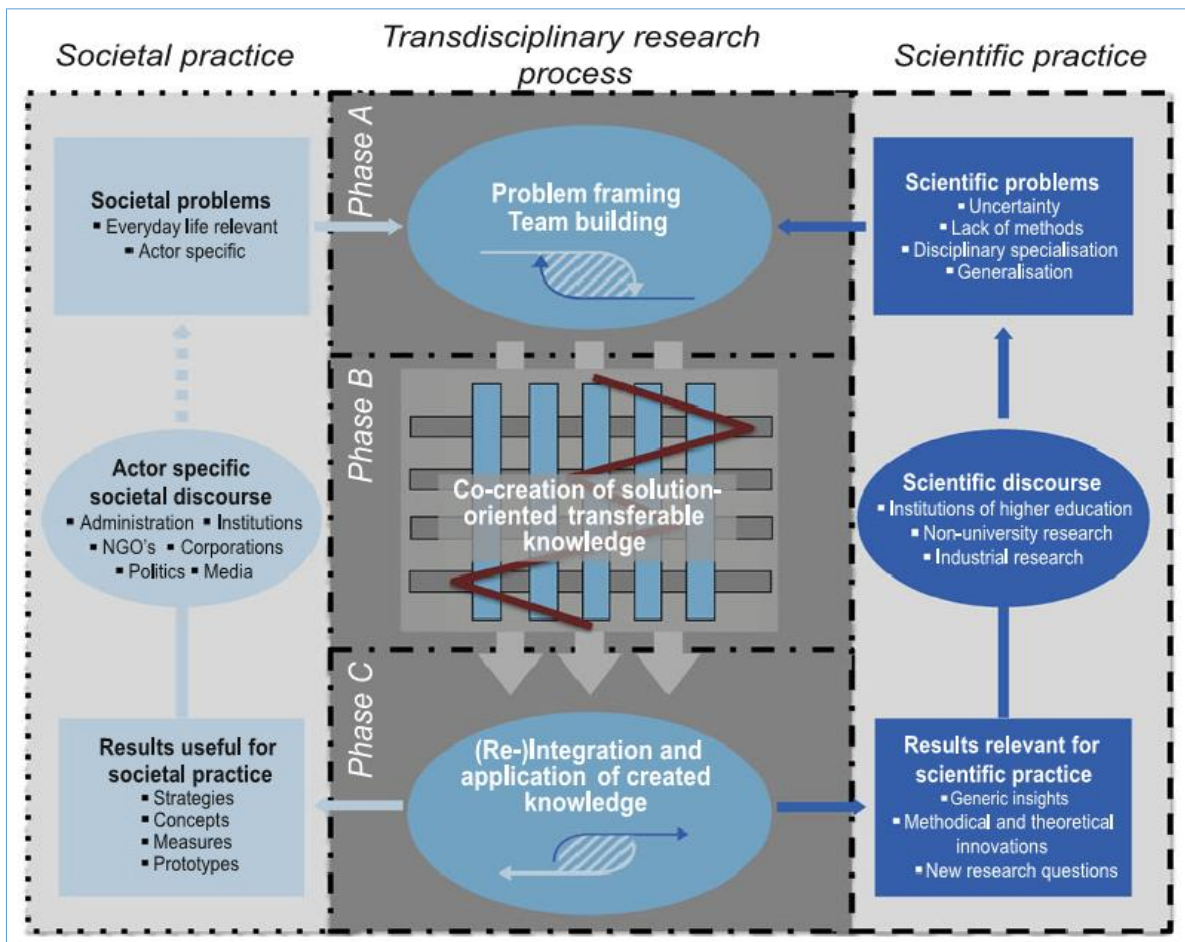 Societal practice
Transdisciplinary research
process
Scientific practice
Phase A
Societal problems
▪ Everyday life relevant
▪ Actor specific
Problem framing
Team building
Scientific problems
▪ Uncertainty
▪ Lack of methods
▪ Disciplinary specialisation
▪ Generalisation
Phase B
Actor specific
societal discourse
▪ Administration ▪ Institutions
▪ NGO's ▪ Corporations
▪ Politics ▪ Media
Co-creation of solution-
oriented transferable
knowledge
Scientific discourse
▪ Institutions of higher education
▪ Non-university research
▪ Industrial research
Phase C
Results useful for
societal practice
▪ Strategies
▪ Concepts
▪ Measures
▪ Prototypes
(Re-)Integration and
application of created
knowledge
Results relevant for
scientific practice
▪ Generic insights
▪ Methodical and theoretical
innovations
▪ New research questions